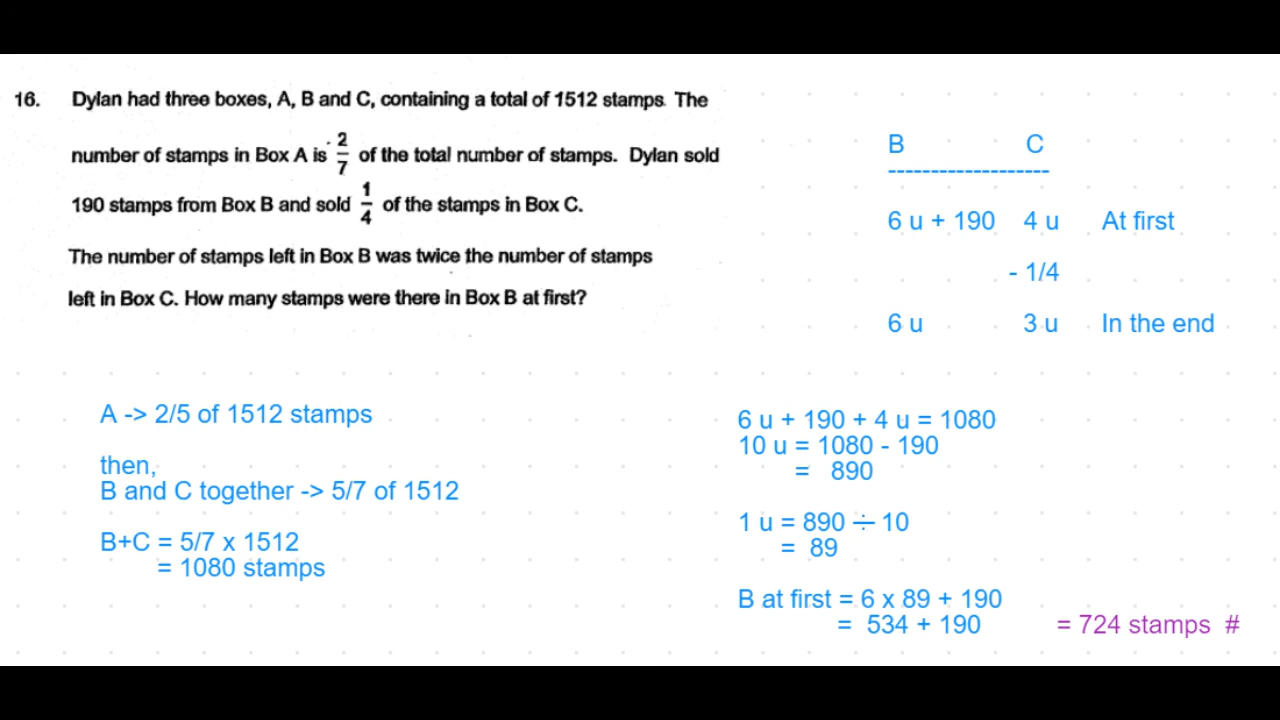 16. Dylan had three boxes, A, B and C, containing a total of 1512 stamps. The
number of stamps in Box A is 2/7 of the total number of stamps. Dylan sold
190 stamps from Box B and sold 1/4 of the stamps in Box C.
The number of stamps left in Box B was twice the number of stamps
left in Box C. How many stamps were there in Box B at first?
B C
-------------------
6 u + 190 4 u At first
- 1/4
6 u 3 u In the end
A -> 2/5 of 1512 stamps
then,
B and C together -> 5/7 of 1512
B+C = 5/7 x 1512
= 1080 stamps
6 u + 190 + 4 u = 1080
10 u = 1080 - 190
= 890
1 u = 890 ÷ 10
= 89
B at first = 6 x 89 + 190
= 534 + 190 = 724 stamps #